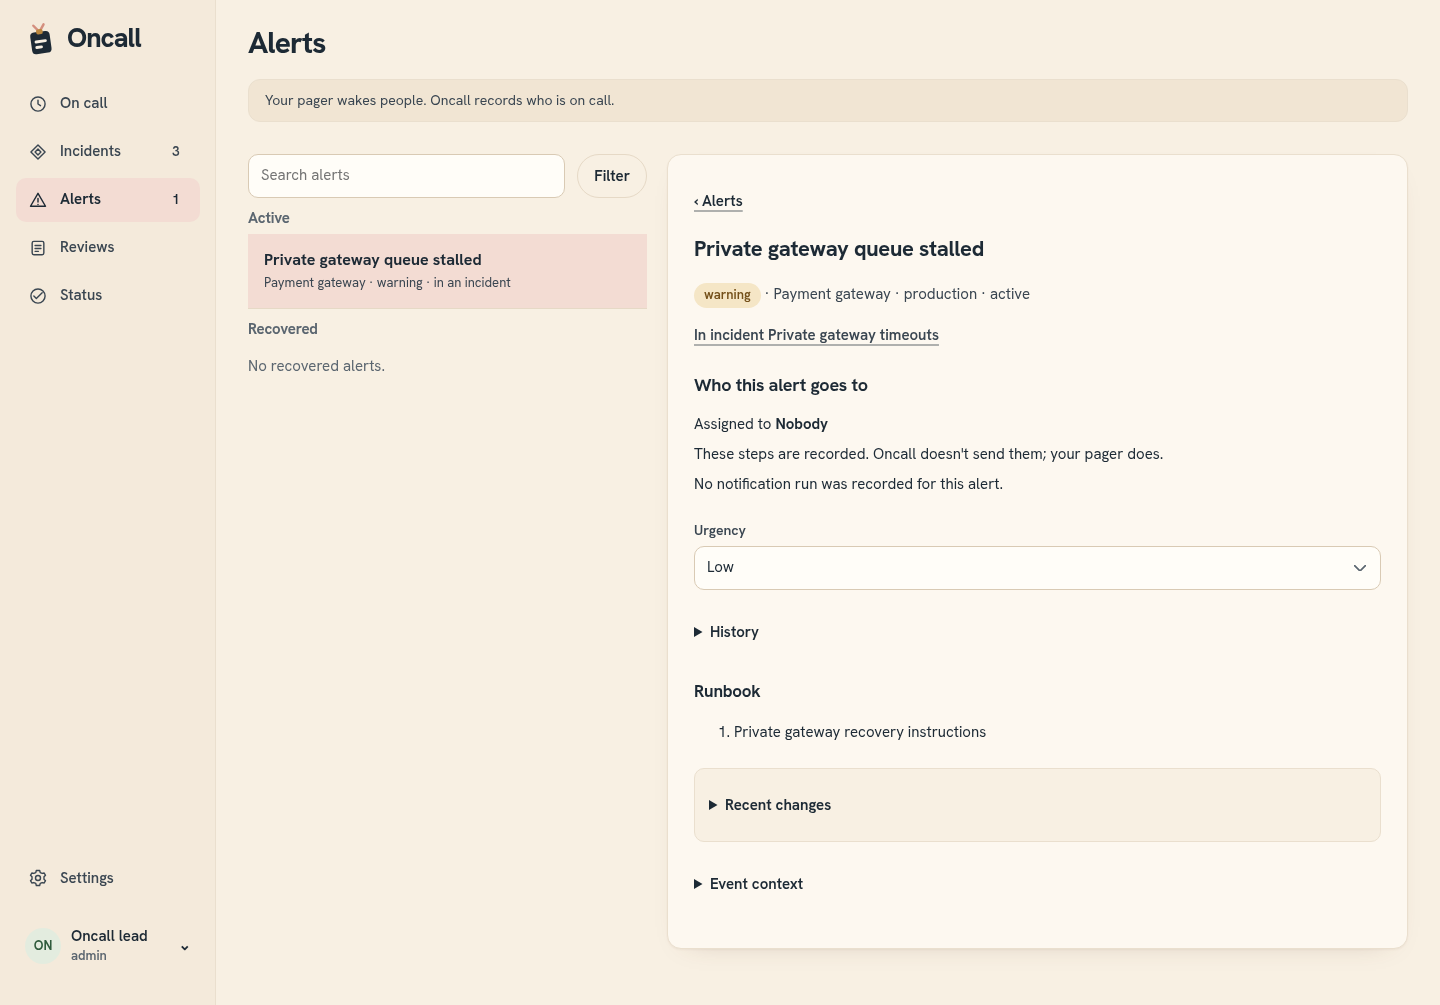 Oncall
On call
Incidents 3
Alerts 1
Reviews
Status
Settings
ON
Oncall lead
admin
Alerts
Your pager wakes people. Oncall records who is on call.
Search alerts
Filter
Active
Private gateway queue stalled
Payment gateway · warning · in an incident
Recovered
No recovered alerts.
‹ Alerts
Private gateway queue stalled
warning · Payment gateway · production · active
In incident Private gateway timeouts
Who this alert goes to
Assigned to Nobody
These steps are recorded. Oncall doesn't send them; your pager does.
No notification run was recorded for this alert.
Urgency
Low
History
Runbook
1. Private gateway recovery instructions
Recent changes
Event context